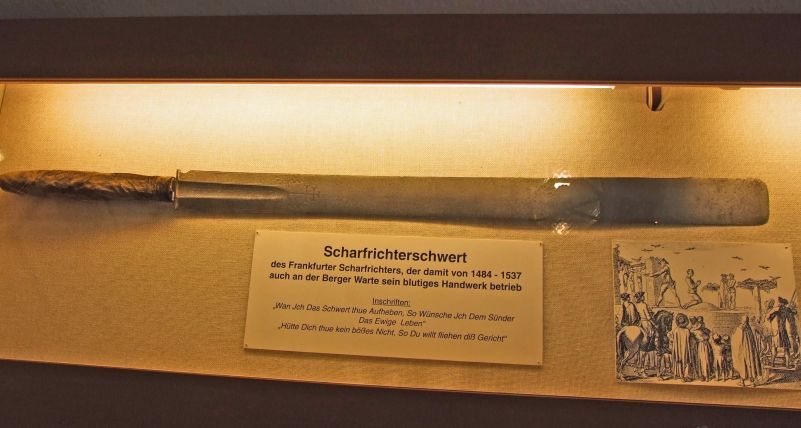 Scharfrichterschwert
des Frankfurter Scharfrichters, der damit von 1484 - 1537
auch an der Berger Warte sein blutiges Handwerk betrieb
Inschriften:
„Wan Jch Das Schwert thue Aufheben, So Wünsche Jch Dem Sünder
Das Ewige Leben“
„Hütte Dich thue kein bößes Nicht, So Du willt fliehen diß Gericht“